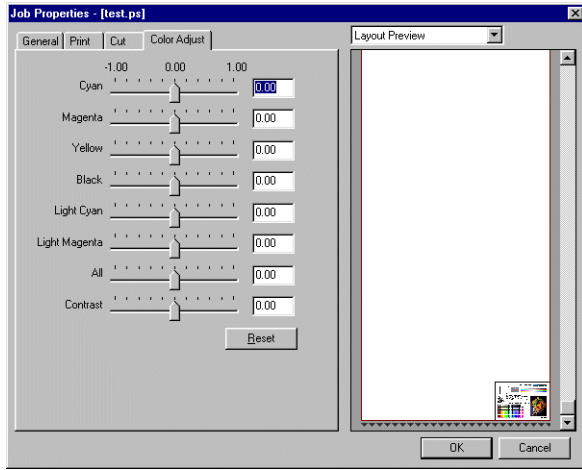 Job Properties - [test.ps]
General Print Cut Color Adjust
Layout Preview
-1.00 0.00 1.00
Cyan 0.00
Magenta 0.00
Yellow 0.00
Black 0.00
Light Cyan 0.00
Light Magenta 0.00
All 0.00
Contrast 0.00
Reset
OK Cancel